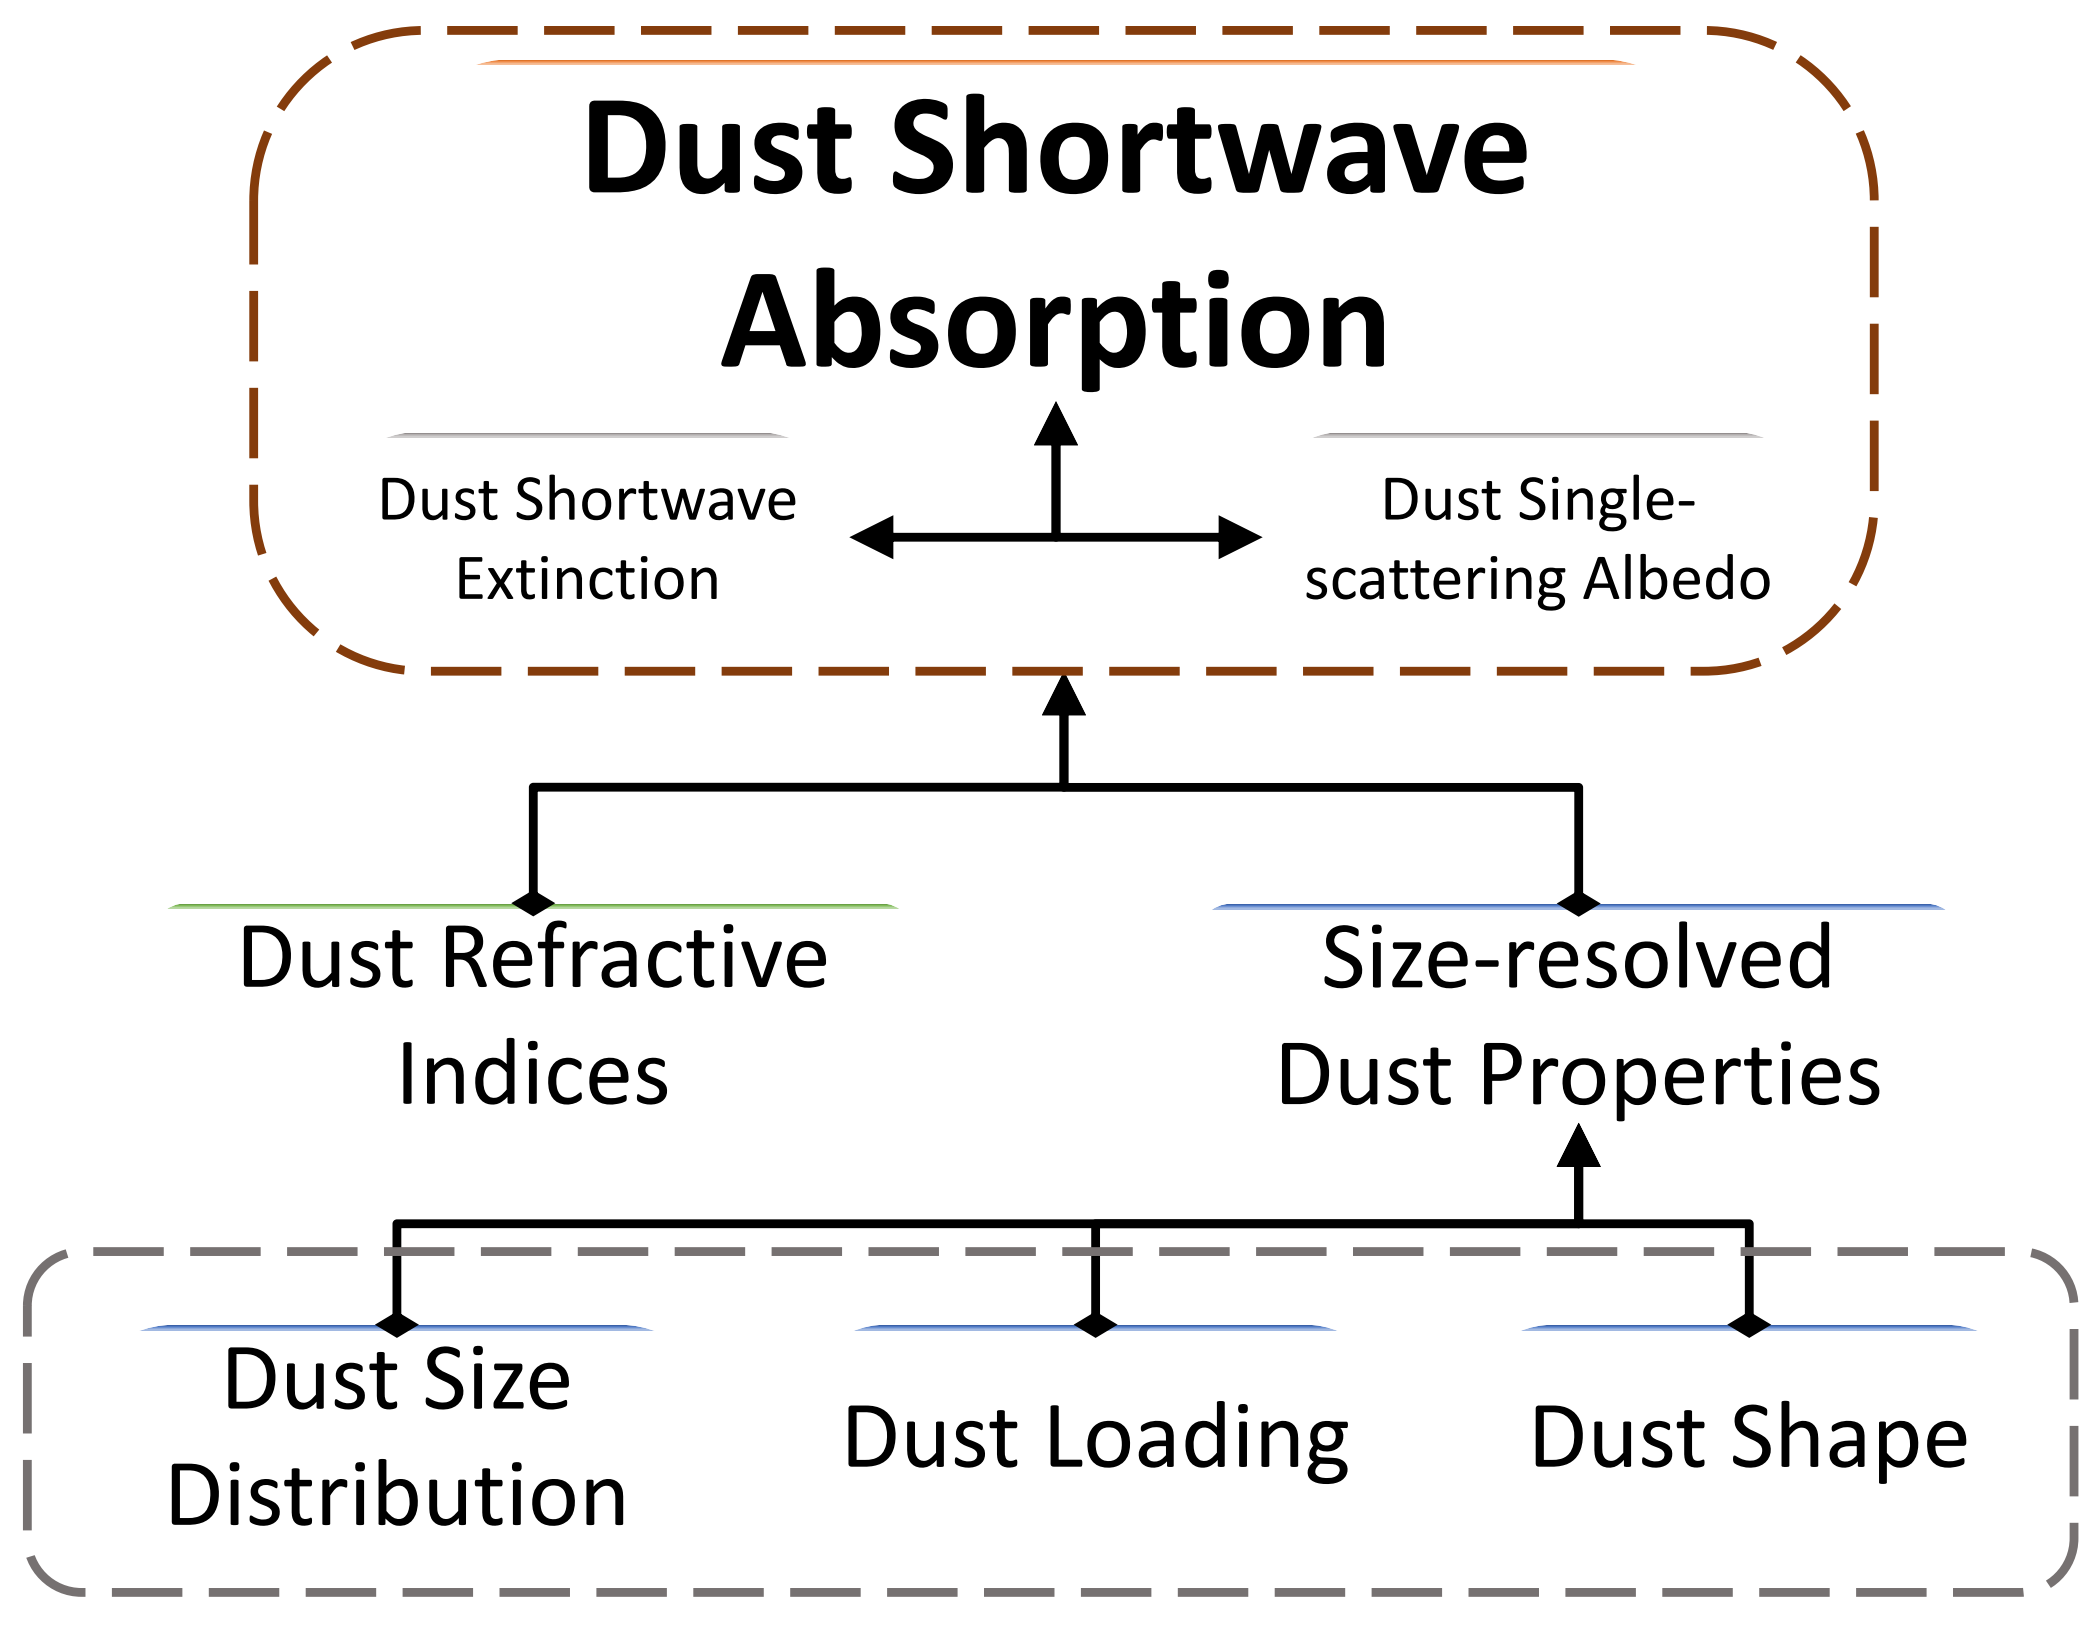 Dust Shortwave
Absorption
Dust Shortwave
Extinction
Dust Single-
scattering Albedo
Dust Refractive
Indices
Size-resolved
Dust Properties
Dust Size
Distribution
Dust Loading
Dust Shape